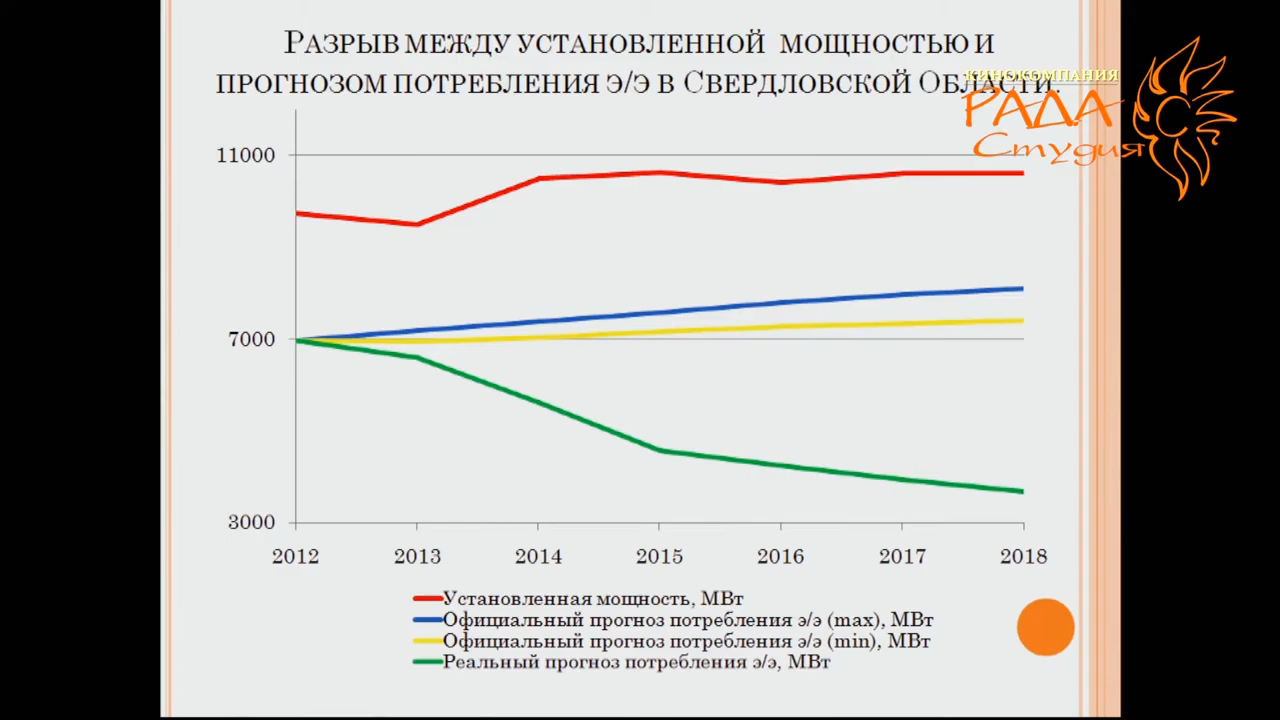 Разрыв между установленной мощностью и
прогнозом потребления э/э в Свердловской Области.
КИНОКОМПАНИЯ
РАДА
Студия
11000
7000
3000
2012 2013 2014 2015 2016 2017 2018
Установленная мощность, МВт
Официальный прогноз потребления э/э (max), МВт
Официальный прогноз потребления э/э (min), МВт
Реальный прогноз потребления э/э, МВт